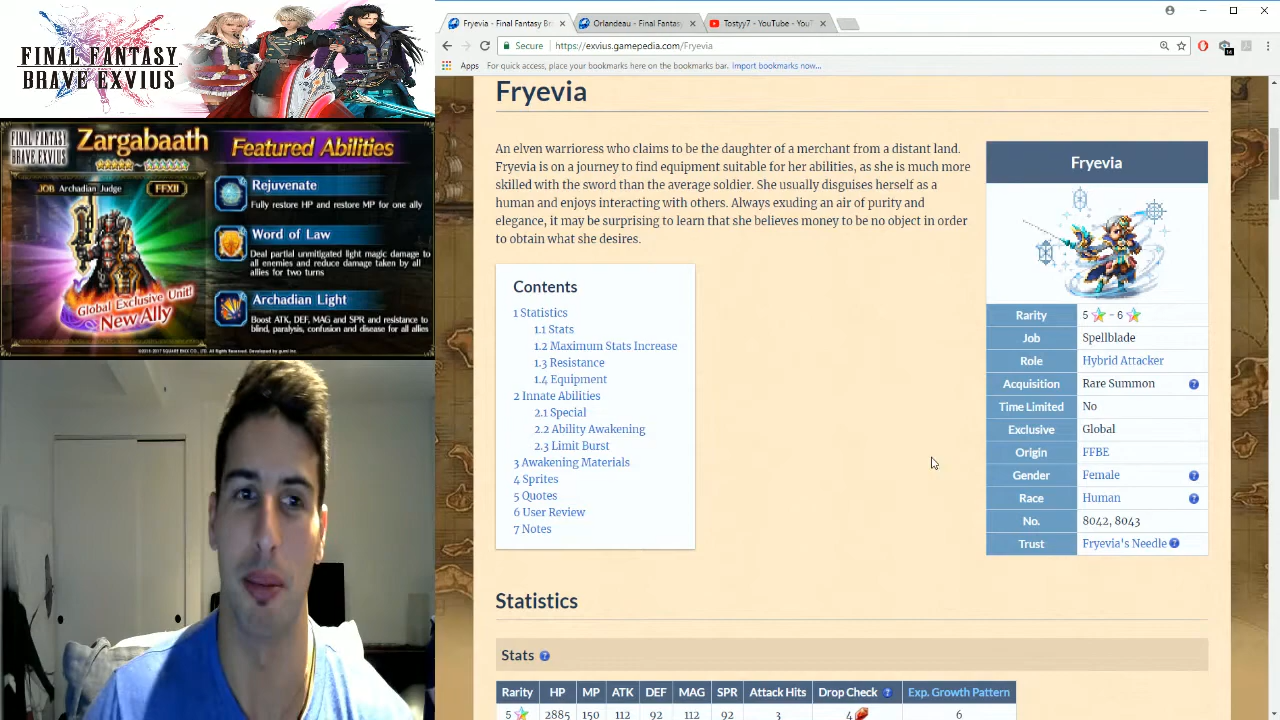 FINAL FANTASY
BRAVE EXVIUS
FINAL FANTASY
BRAVE EXVIUS
Zargabaath
Featured Abilities
JOB Archadian Judge
FFXII
Rejuvenate
Fully restore HP and restore MP for one ally
Word of Law
Deal partial unmitigated light magic damage to
all enemies and reduce damage taken by all
allies for two turns
Archadian Light
Boost ATK, DEF, MAG and SPR and resistance to
blind, paralysis, confusion and disease for all allies
Global Exclusive Unit!
New Ally
Fryevia - Final Fantasy Br
Orlandeau - Final Fantasy
Tostyy7 - YouTube - YouT
Secure
https://exvius.gamepedia.com/Fryevia
Apps
For quick access, place your bookmarks here on the bookmarks bar. Import bookmarks now...
Fryevia
An elven warrioress who claims to be the daughter of a merchant from a distant land.
Fryevia is on a journey to find equipment suitable for her abilities, as she is much more
skilled with the sword than the average soldier. She usually disguises herself as a
human and enjoys interacting with others. Always exuding an air of purity and
elegance, it may be surprising to learn that she believes money to be no object in order
to obtain what she desires.
Contents
1 Statistics
1.1 Stats
1.2 Maximum Stats Increase
1.3 Resistance
1.4 Equipment
2 Innate Abilities
2.1 Special
2.2 Ability Awakening
2.3 Limit Burst
3 Awakening Materials
4 Sprites
5 Quotes
6 User Review
7 Notes
Fryevia
Rarity 5 ~ 6
Job Spellblade
Role Hybrid Attacker
Acquisition Rare Summon
Time Limited No
Exclusive Global
Origin FFBE
Gender Female
Race Human
No. 8042, 8043
Trust Fryevia's Needle
Statistics
Stats
Rarity HP MP ATK DEF MAG SPR Attack Hits Drop Check Exp. Growth Pattern
5 2885 150 112 92 112 92 3 4 6